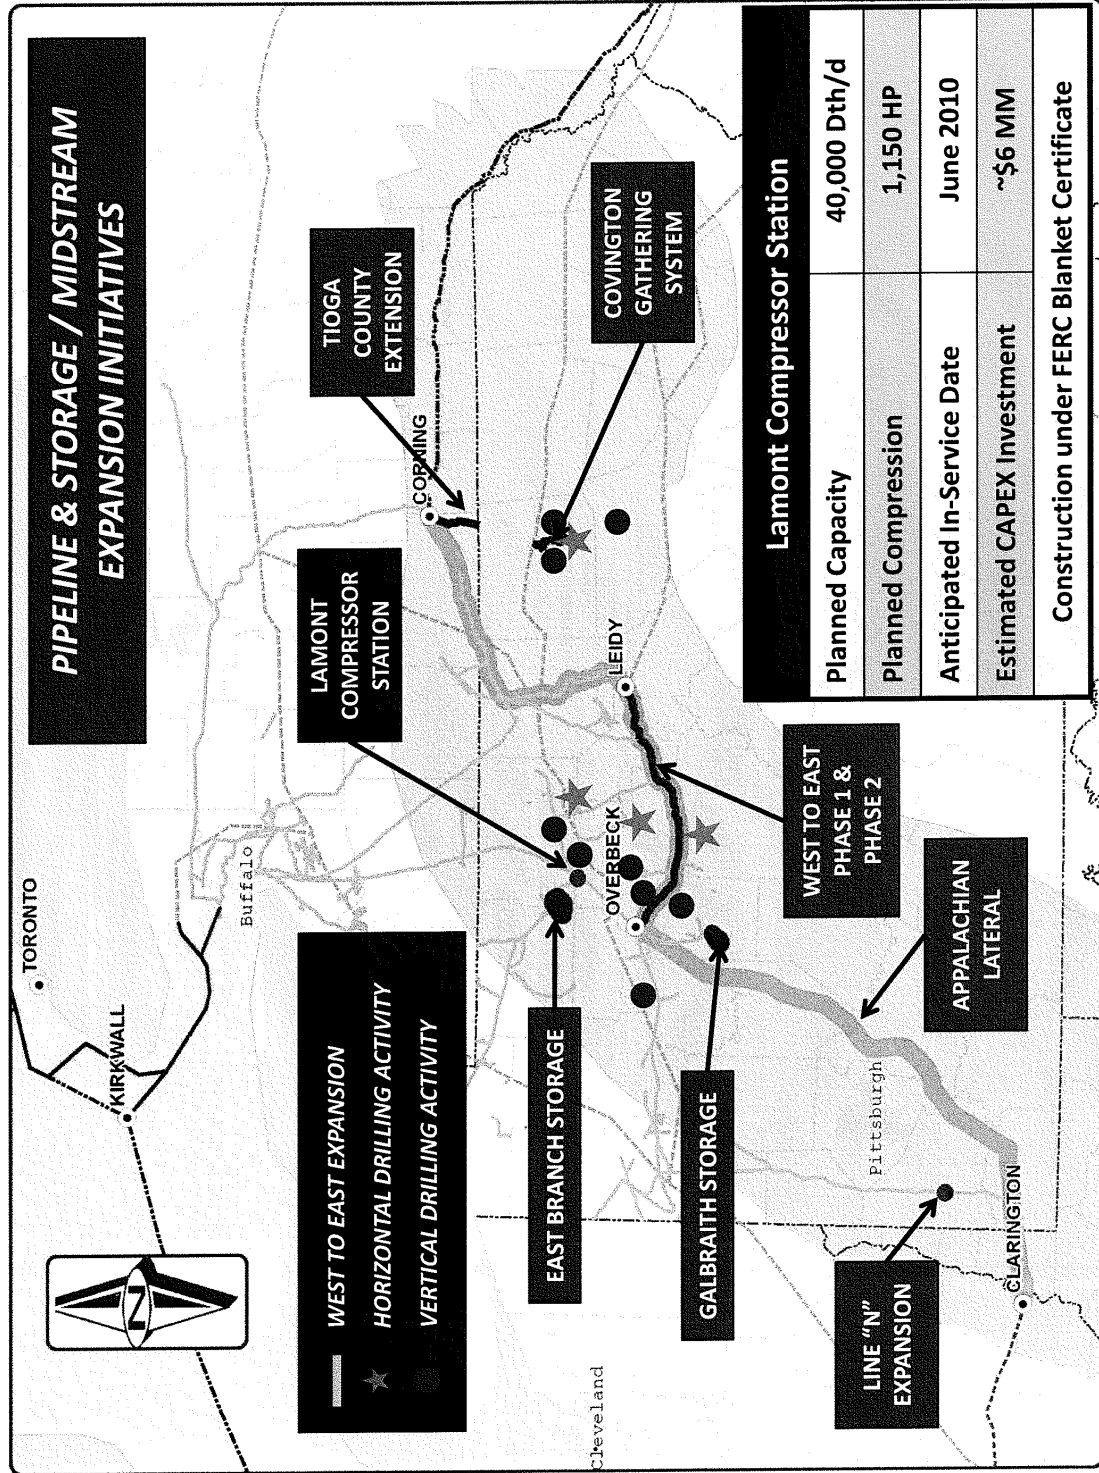 PIPELINE & STORAGE / MIDSTREAM
EXPANSION INITIATIVES
TORONTO
KIRKWALL
Buffalo
N
WEST TO EAST EXPANSION
HORIZONTAL DRILLING ACTIVITY
VERTICAL DRILLING ACTIVITY
LAMONT
COMPRESSOR
STATION
TIOGA
COUNTY
EXTENSION
CORNING
EAST BRANCH STORAGE
COVINGTON
GATHERING
SYSTEM
Cleveland
OVERBECK
LEIDY
GALBRAITH STORAGE
WEST TO EAST
PHASE 1 &
PHASE 2
LINE "N"
EXPANSION
Pittsburgh
APPALACHIAN
LATERAL
CLARINGTON
Lamont Compressor Station
Planned Capacity 40,000 Dth/d
Planned Compression 1,150 HP
Anticipated In-Service Date June 2010
Estimated CAPEX Investment ~$6 MM
Construction under FERC Blanket Certificate